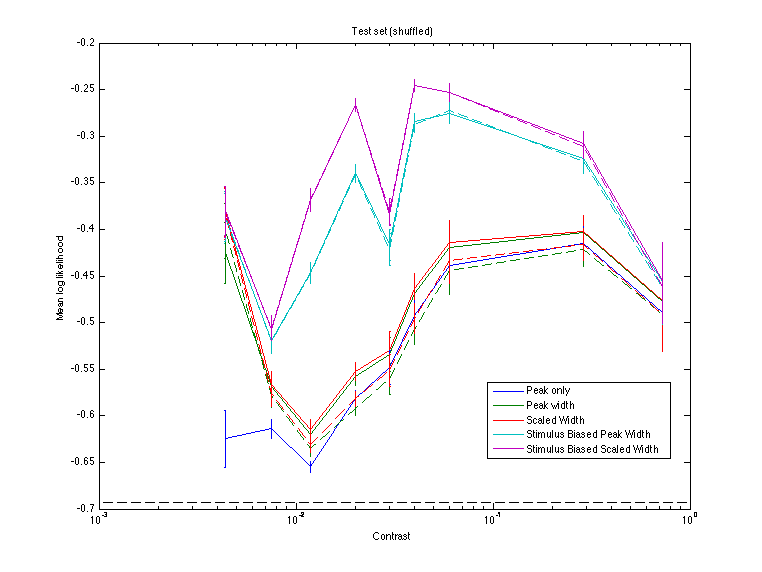 Test set (shuffled)
-0.2
-0.25
-0.3
-0.35
-0.4
-0.45
-0.5
-0.55
-0.6
-0.65
-0.7
Mean log likelihood
Peak only
Peak width
Scaled Width
Stimulus Biased Peak Width
Stimulus Biased Scaled Width
10^-3
10^-2
10^-1
10^0
Contrast